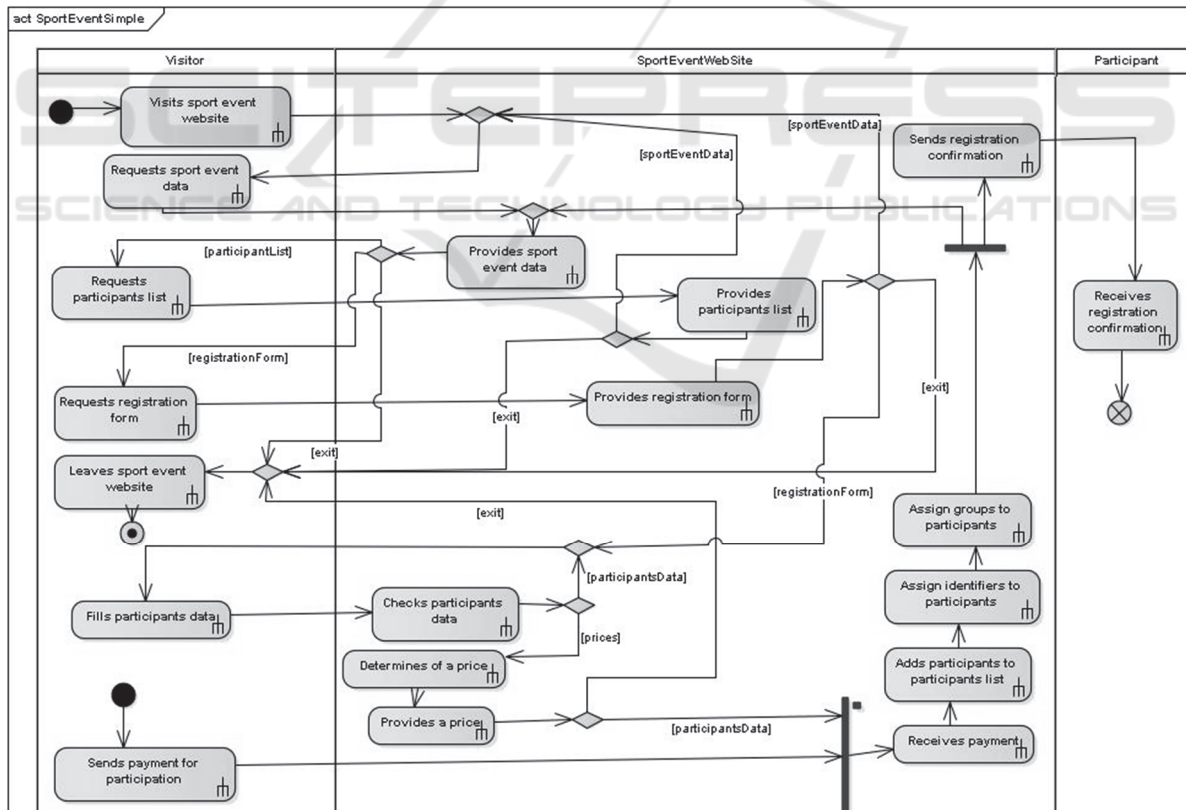 act SportEventSimple
Visitor
SportEventWebSite
Participant
SCITEPRESS
SCIENCE AND TECHNOLOGY PUBLICATIONS
Visits sport event
website
[sportEventData]
[sportEventData]
Sends registration
confirmation
Requests sport event
data
[participantList]
Provides sport
event data
Requests
participants list
Provides
participants list
Receives
registration
confirmation
[registrationForm]
[exit]
Requests registration
form
Provides registration form
[exit]
[exit]
Leaves sport event
website
[registrationForm]
[exit]
Assign groups to
participants
[participantsData]
Assign identifiers to
participants
Fills participants data
Checks participants
data
[prices]
Determines of a price
Adds participants to
participants list
Provides a price
[participantsData]
Receives payment
Sends payment for
participation